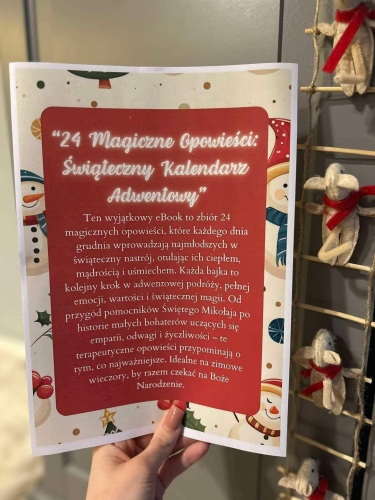 “24 Magiczne Opowieści:
Świąteczny Kalendarz
Adwentowy”
Ten wyjątkowy eBook to zbiór 24
magicznych opowieści, które każdego dnia
grudnia wprowadzają najmłodszych w
świąteczny nastrój, otulając ich ciepłem,
mądrością i uśmiechem. Każda bajka to
kolejny krok w adwentowej podróży, pełnej
emocji, wartości i świątecznej magii. Od
przygód pomocników Świętego Mikołaja po
historie małych bohaterów uczących się
empatii, odwagi i życzliwości – te
terapeutyczne opowieści przypominają o
tym, co najważniejsze. Idealne na zimowe
wieczory, by razem czekać na Boże
Narodzenie.